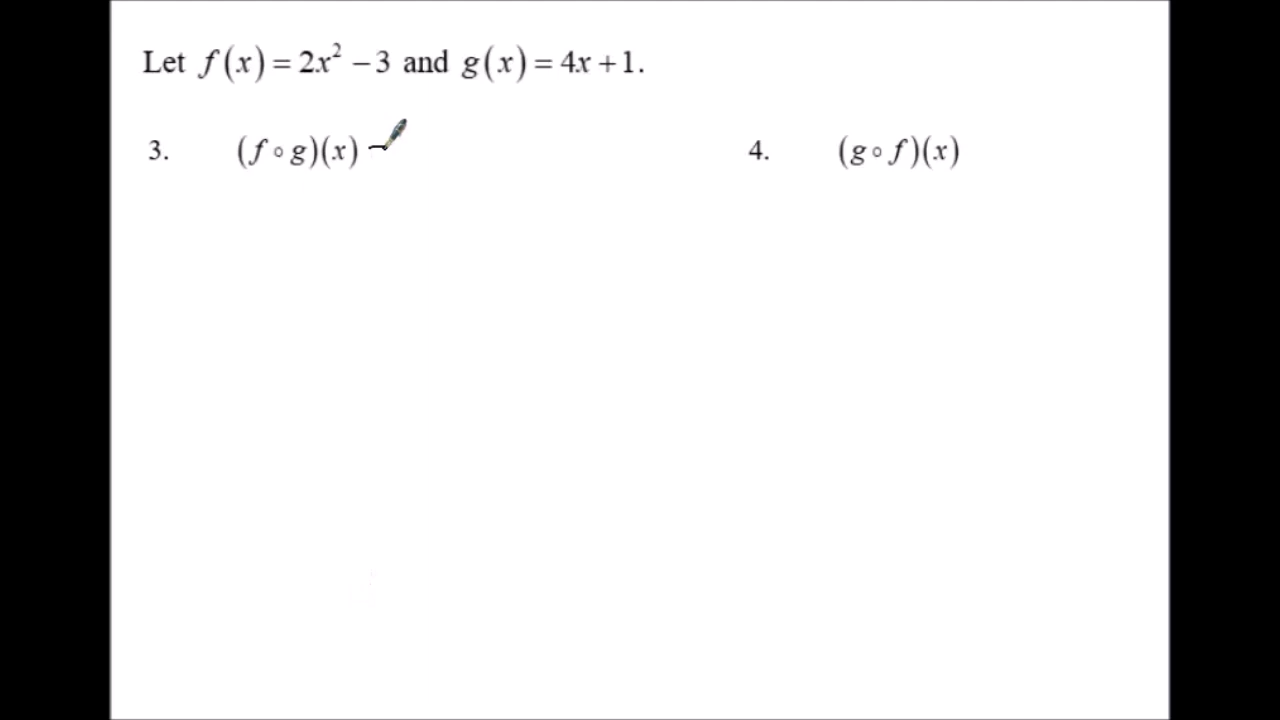 Let f(x) = 2x² − 3 and g(x) = 4x + 1.
3. (f ∘ g)(x)
4. (g ∘ f)(x)